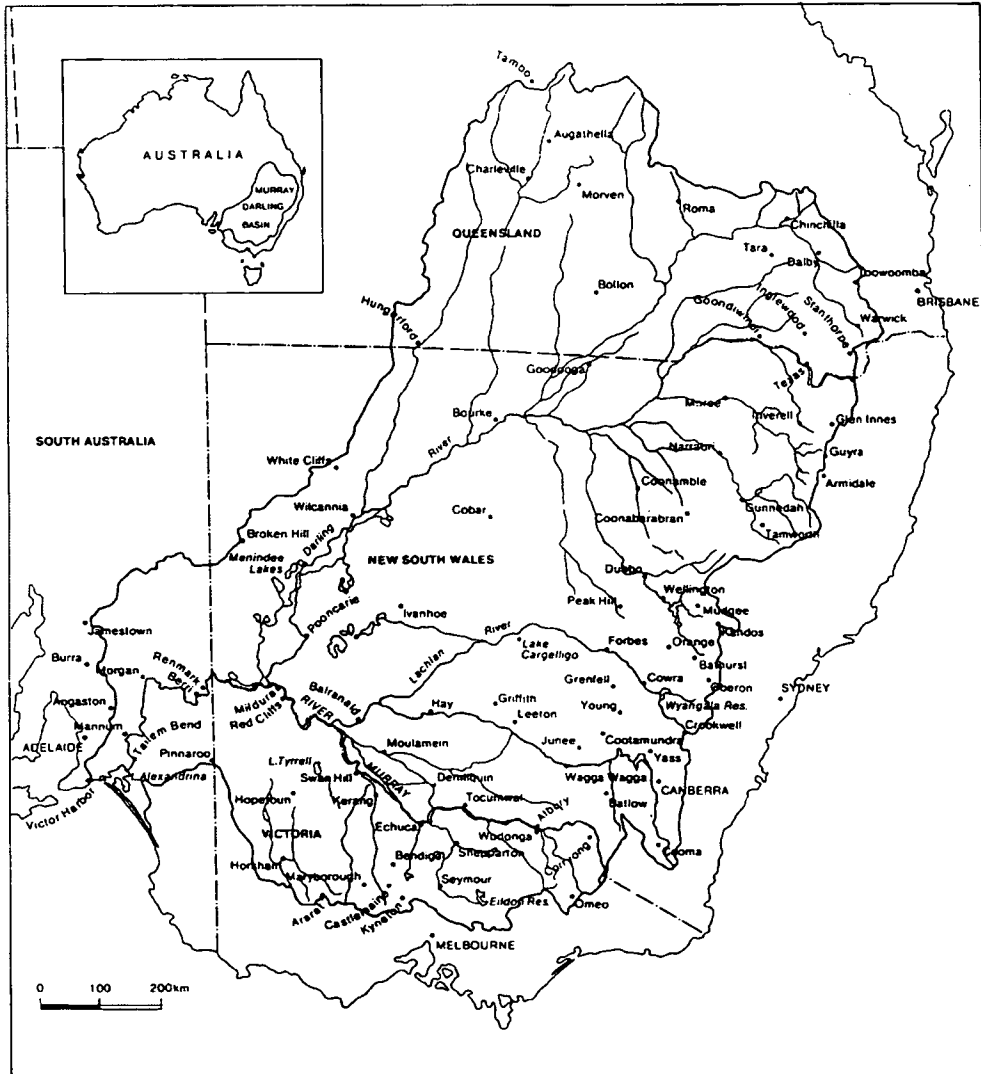 Tambo
AUSTRALIA
MURRAY
DARLING
BASIN
Augathella
Charleville
Morven
Roma
QUEENSLAND
Chinchilla
Tara
Dalby
Toowoomba
Bollon
BRISBANE
Goondiwindi
Inglewood
Stanthorpe
Warwick
Hungerford
Goodooga
Texas
Bourke
Moree
Inverell
Glen Innes
SOUTH AUSTRALIA
River
Narrabri
Guyra
White Cliffs
Armidale
Coonamble
Wilcannia
Cobar
Gunnedah
Coonabarabran
Tamworth
Broken Hill
Darling
Menindee
Lakes
NEW SOUTH WALES
Dubbo
Wellington
Peak Hill
Mudgee
Ivanhoe
Pooncarie
Jamestown
River
Kandos
Lake
Cargelligo
Forbes
Orange
Burra
Morgan
Renmark
Berri
Lachlan
Bathurst
Grenfell
Cowra
Oberon
SYDNEY
Mildura
Red Cliffs
Balranald
RIVER
Hay
Griffith
Wyangala Res.
Angaston
Leeton
Young
Crookwell
Mannum
Tailem Bend
ADELAIDE
Pinnaroo
Moulamein
Junee
Cootamundra
Yass
L.Tyrrell
L.Alexandrina
Swan Hill
MURRAY
Deniliquin
Wagga Wagga
CANBERRA
Victor Harbor
Hopetoun
Kerang
Tocumwal
Albury
Batlow
VICTORIA
Echuca
Wodonga
Corryong
Cooma
Bendigo
Shepparton
Horsham
Maryborough
Seymour
Eildon Res.
Omeo
Ararat
Castlemaine
Kyneton
MELBOURNE
0 100 200km